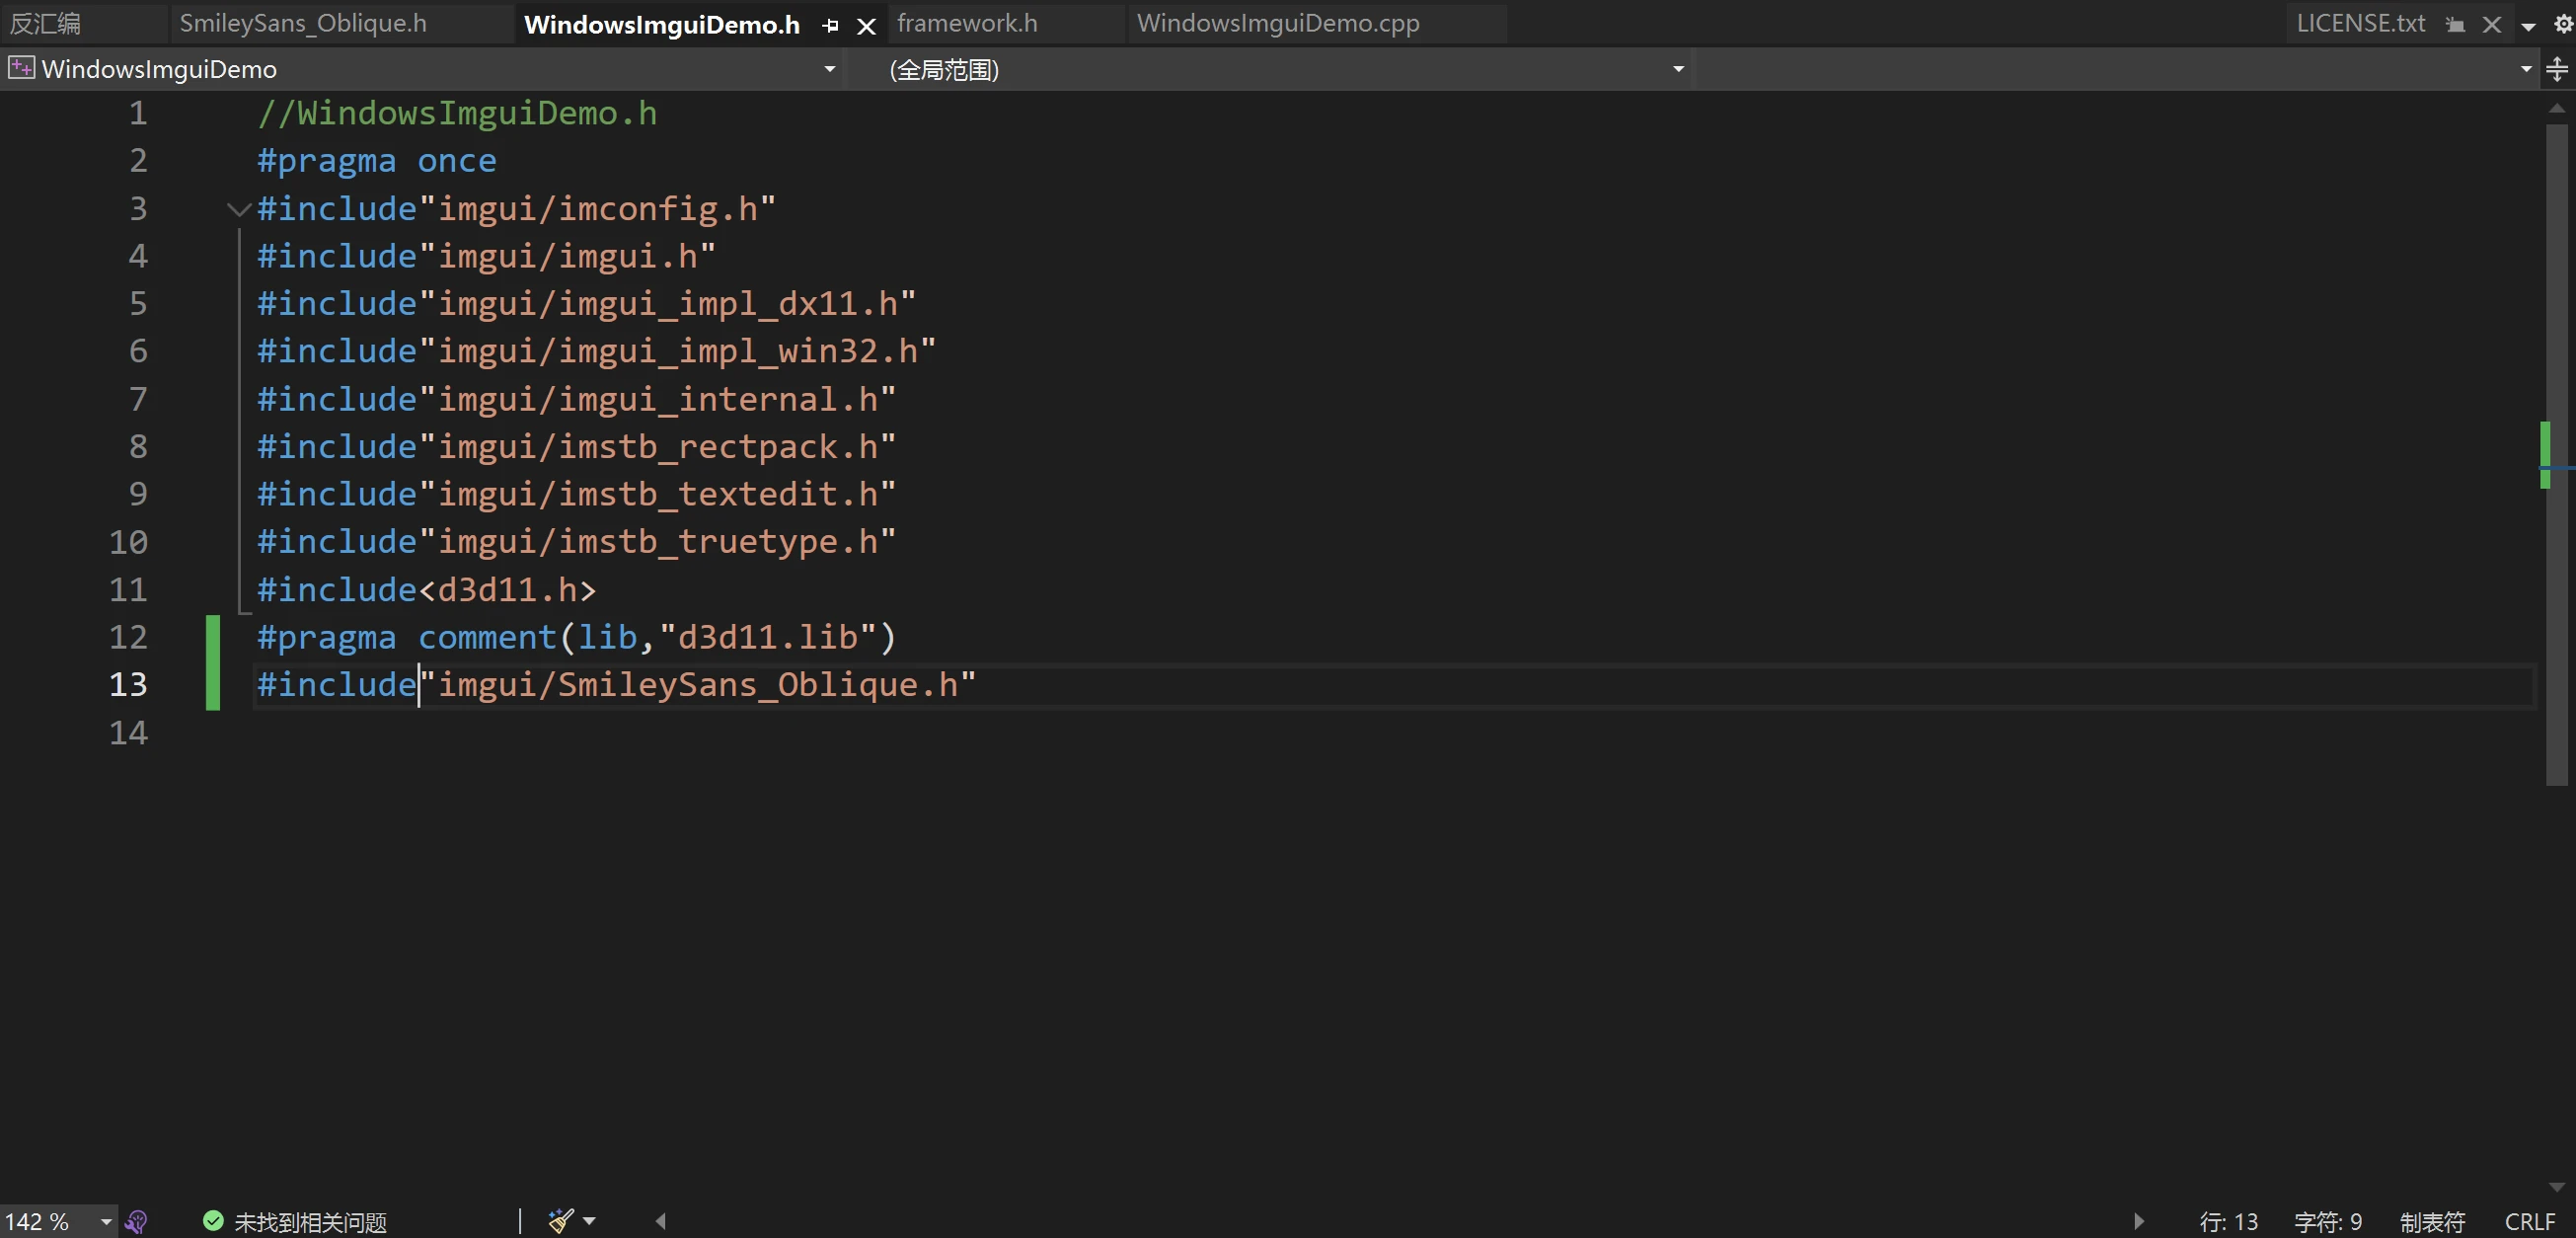 反汇编 SmileySans_Oblique.h WindowsImguiDemo.h framework.h WindowsImguiDemo.cpp LICENSE.txt
WindowsImguiDemo (全局范围)
1 //WindowsImguiDemo.h
2 #pragma once
3 #include"imgui/imconfig.h"
4 #include"imgui/imgui.h"
5 #include"imgui/imgui_impl_dx11.h"
6 #include"imgui/imgui_impl_win32.h"
7 #include"imgui/imgui_internal.h"
8 #include"imgui/imstb_rectpack.h"
9 #include"imgui/imstb_textedit.h"
10 #include"imgui/imstb_truetype.h"
11 #include<d3d11.h>
12 #pragma comment(lib,"d3d11.lib")
13 #include"imgui/SmileySans_Oblique.h"
14
142 % 未找到相关问题 行: 13 字符: 9 制表符 CRLF